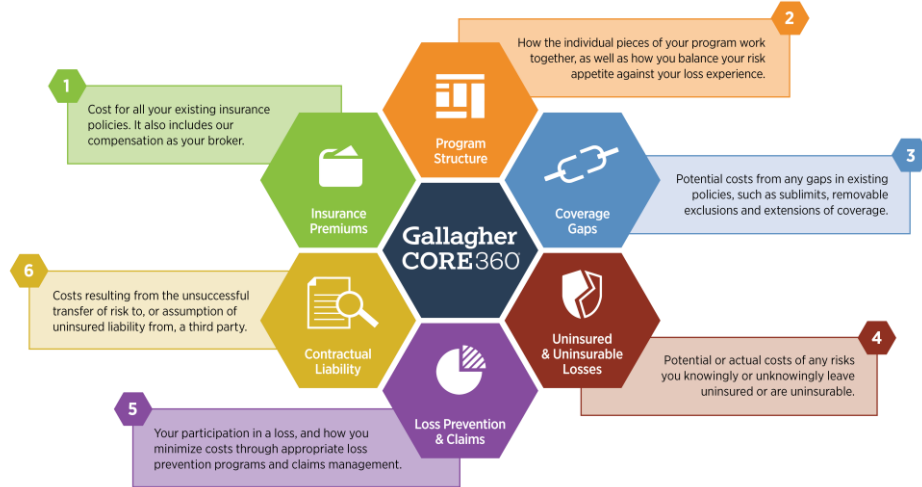 1
Cost for all your existing insurance
policies. It also includes our
compensation as your broker.
Insurance
Premiums
2
How the individual pieces of your program work
together, as well as how you balance your risk
appetite against your loss experience.
Program
Structure
3
Potential costs from any gaps in existing
policies, such as sublimits, removable
exclusions and extensions of coverage.
Coverage
Gaps
Gallagher
CORE360
4
Potential or actual costs of any risks
you knowingly or unknowingly leave
uninsured or are uninsurable.
Uninsured
& Uninsurable
Losses
5
Your participation in a loss, and how you
minimize costs through appropriate loss
prevention programs and claims management.
Loss Prevention
& Claims
6
Costs resulting from the unsuccessful
transfer of risk to, or assumption of
uninsured liability from, a third party.
Contractual
Liability